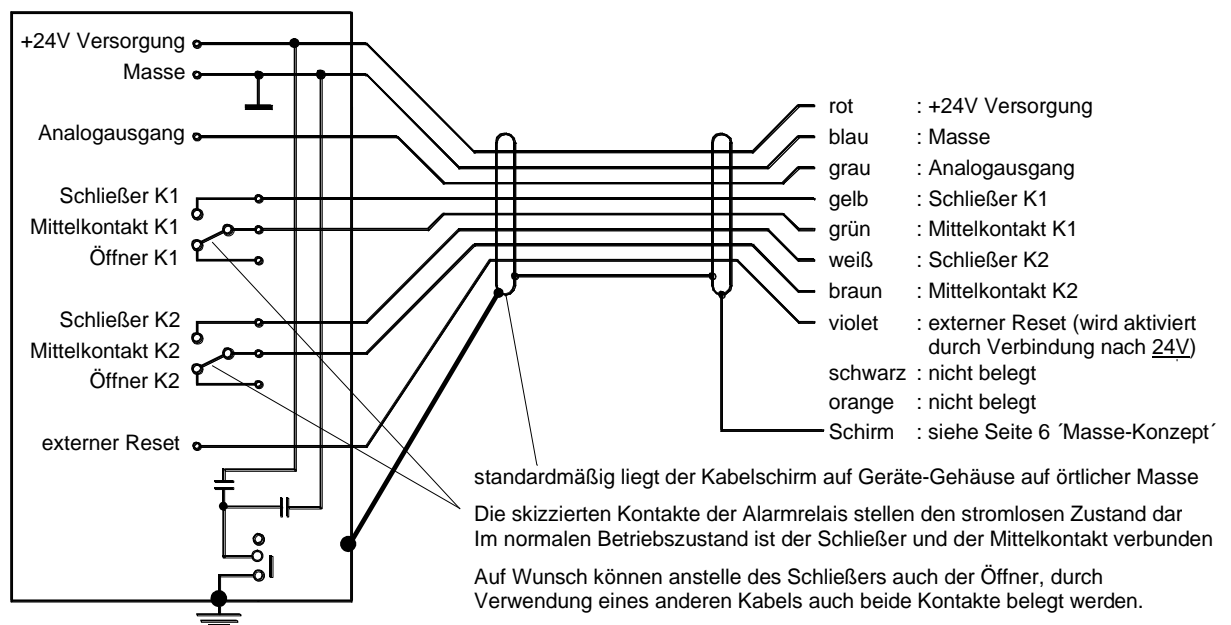 +24V Versorgung
Masse
Analogausgang
Schließer K1
Mittelkontakt K1
Öffner K1
Schließer K2
Mittelkontakt K2
Öffner K2
externer Reset
rot : +24V Versorgung
blau : Masse
grau : Analogausgang
gelb : Schließer K1
grün : Mittelkontakt K1
weiß : Schließer K2
braun : Mittelkontakt K2
violet : externer Reset (wird aktiviert
durch Verbindung nach 24V)
schwarz : nicht belegt
orange : nicht belegt
Schirm : siehe Seite 6 ´Masse-Konzept´
standardmäßig liegt der Kabelschirm auf Geräte-Gehäuse auf örtlicher Masse
Die skizzierten Kontakte der Alarmrelais stellen den stromlosen Zustand dar
Im normalen Betriebszustand ist der Schließer und der Mittelkontakt verbunden
Auf Wunsch können anstelle des Schließers auch der Öffner, durch
Verwendung eines anderen Kabels auch beide Kontakte belegt werden.